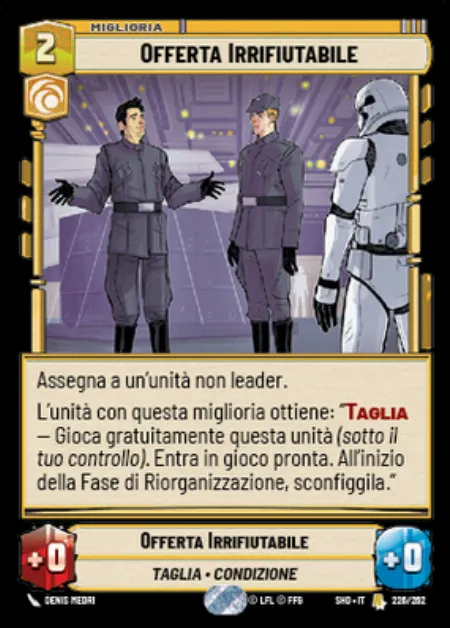 MIGLIORIA
2
OFFERTA IRRIFIUTABILE
Assegna a un'unità non leader.
L'unità con questa miglioria ottiene: "TAGLIA
– Gioca gratuitamente questa unità (sotto il
tuo controllo). Entra in gioco pronta. All'inizio
della Fase di Riorganizzazione, sconfiggila."
+0
OFFERTA IRRIFIUTABILE
+0
TAGLIA • CONDIZIONE
DENIS MEDRI
© LFL © FFG
SHD • IT
226/262